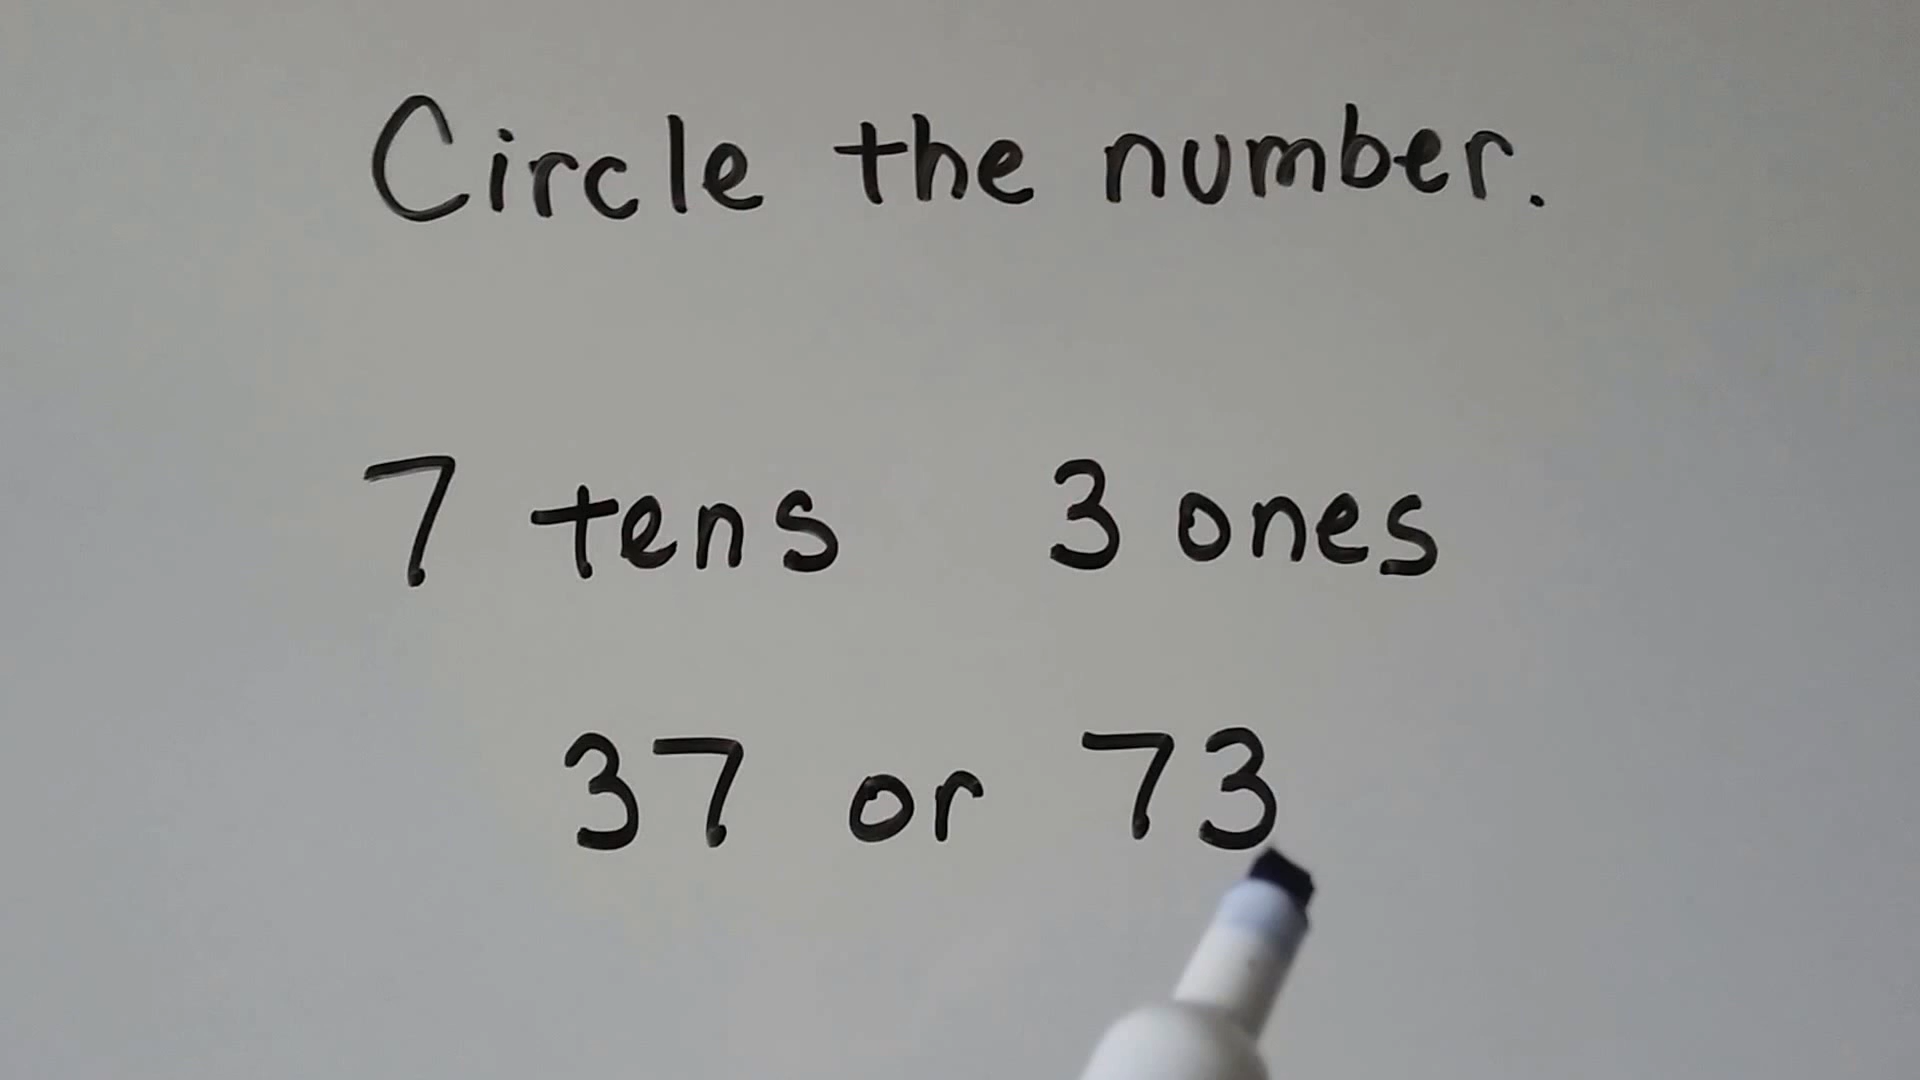 Circle the number.
7 tens 3 ones
37 or 73